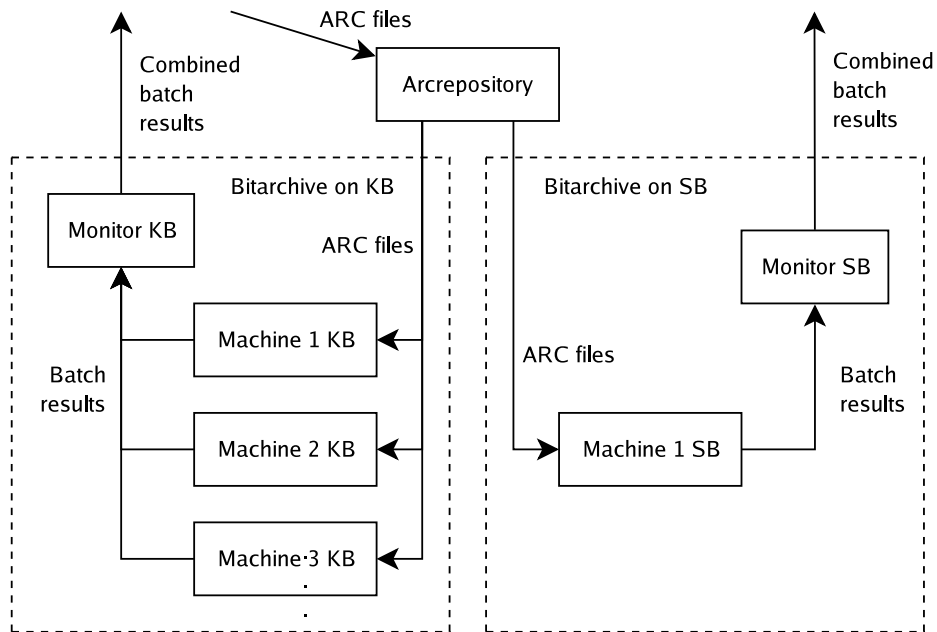 ARC files
Combined
batch
results
Arcrepository
Combined
batch
results
Bitarchive on KB
Bitarchive on SB
Monitor KB
ARC files
Monitor SB
Machine 1 KB
ARC files
Batch
results
Batch
results
Machine 2 KB
Machine 1 SB
Machine 3 KB